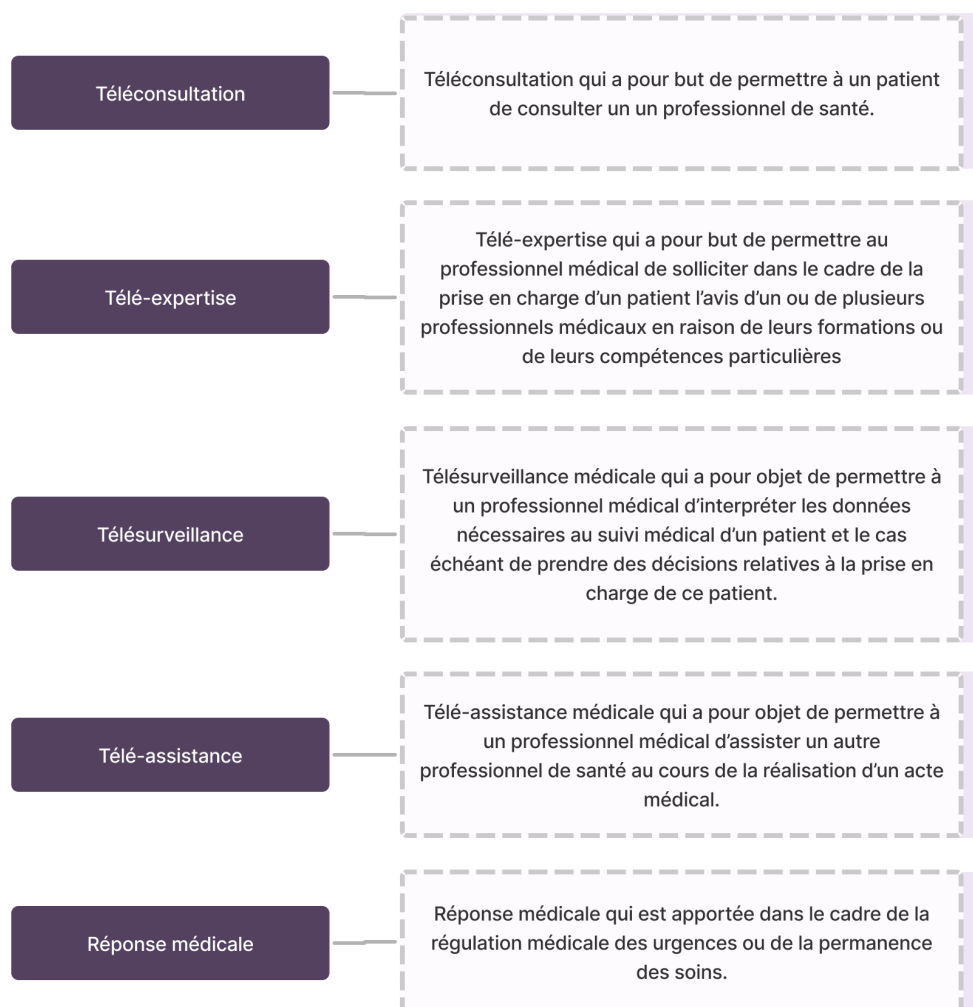 Téléconsultation
Téléconsultation qui a pour but de permettre à un patient
de consulter un un professionnel de santé.
Télé-expertise
Télé-expertise qui a pour but de permettre au
professionnel médical de solliciter dans le cadre de la
prise en charge d’un patient l’avis d’un ou de plusieurs
professionnels médicaux en raison de leurs formations ou
de leurs compétences particulières
Télésurveillance
Télésurveillance médicale qui a pour objet de permettre à
un professionnel médical d’interpréter les données
nécessaires au suivi médical d’un patient et le cas
échéant de prendre des décisions relatives à la prise en
charge de ce patient.
Télé-assistance
Télé-assistance médicale qui a pour objet de permettre à
un professionnel médical d’assister un autre
professionnel de santé au cours de la réalisation d’un acte
médical.
Réponse médicale
Réponse médicale qui est apportée dans le cadre de la
régulation médicale des urgences ou de la permanence
des soins.